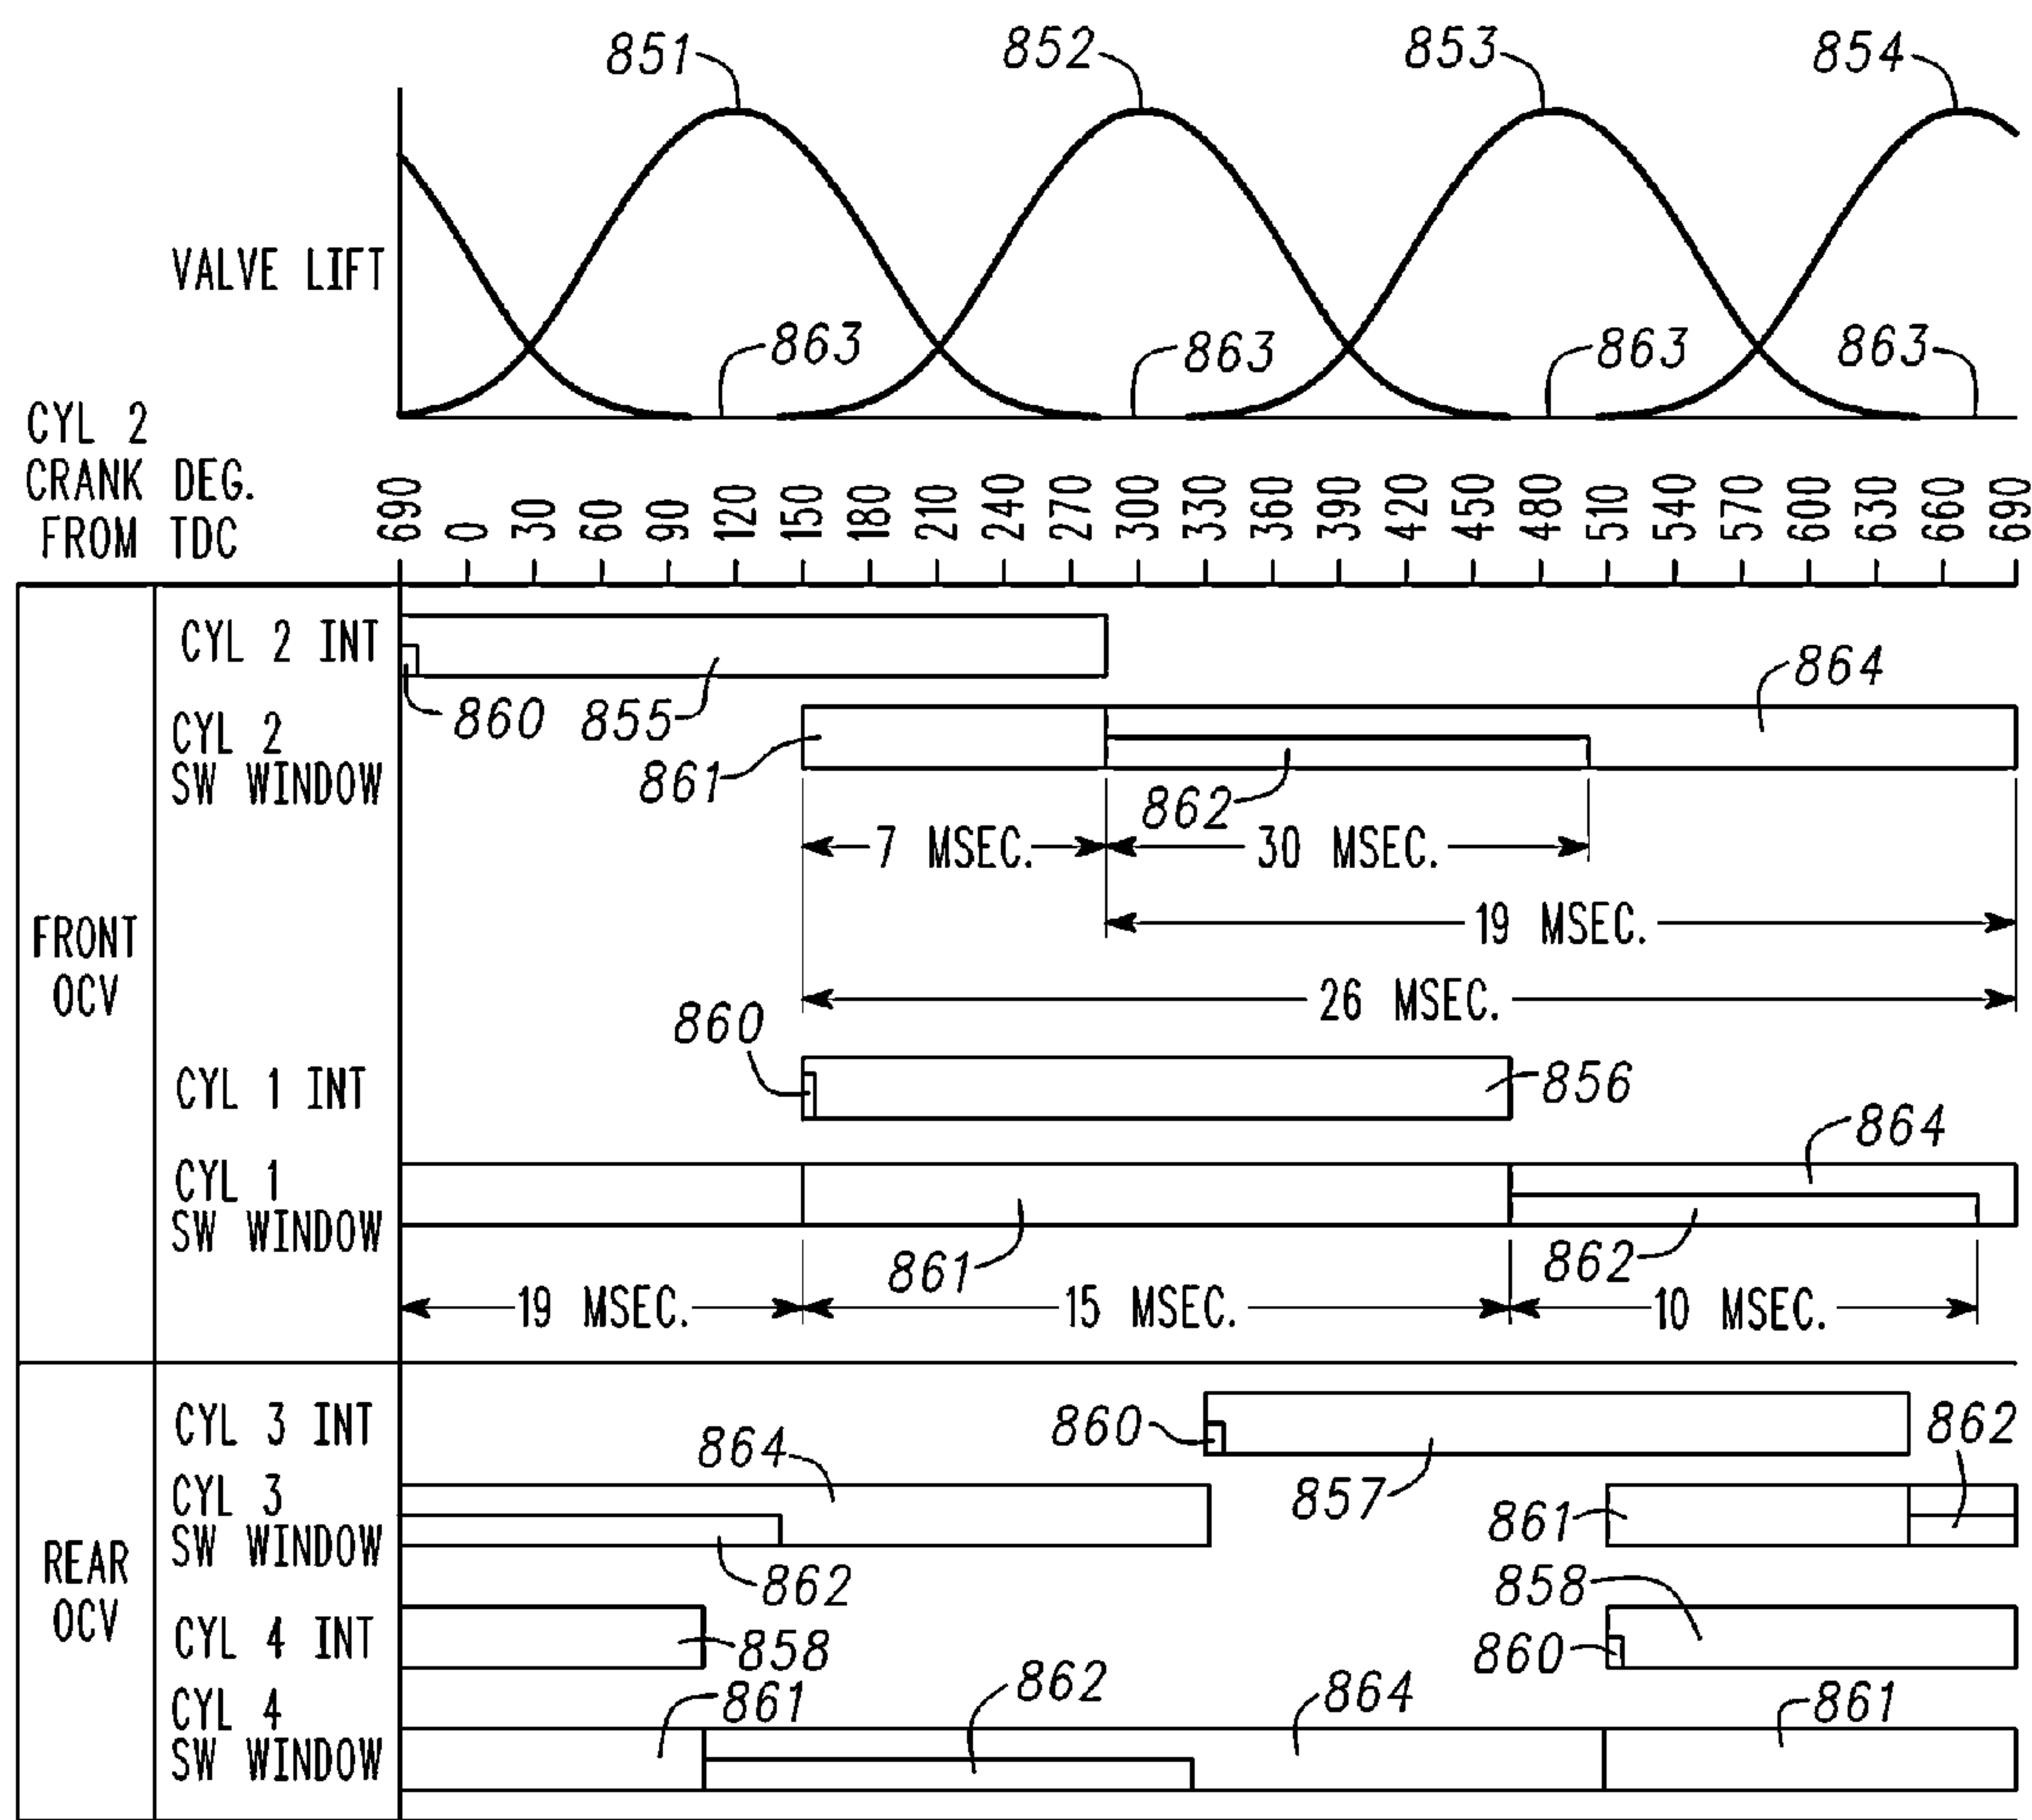 851 852 853 854
VALVE LIFT
863 863 863 863
CYL 2
CRANK DEG.
FROM TDC
690 0 30 60 90 120 150 180 210 240 270 300 330 360 390 420 450 480 510 540 570 600 630 660 690
FRONT
OCV
CYL 2 INT
860 855
864
CYL 2
SW WINDOW
861 862
7 MSEC. 30 MSEC.
19 MSEC.
26 MSEC.
860
CYL 1 INT
856
864
CYL 1
SW WINDOW
861 862
19 MSEC. 15 MSEC. 10 MSEC.
REAR
OCV
CYL 3 INT
860 857 862
864
CYL 3
SW WINDOW
861
862 858
CYL 4 INT
858 860
CYL 4
SW WINDOW
861 862 864 861